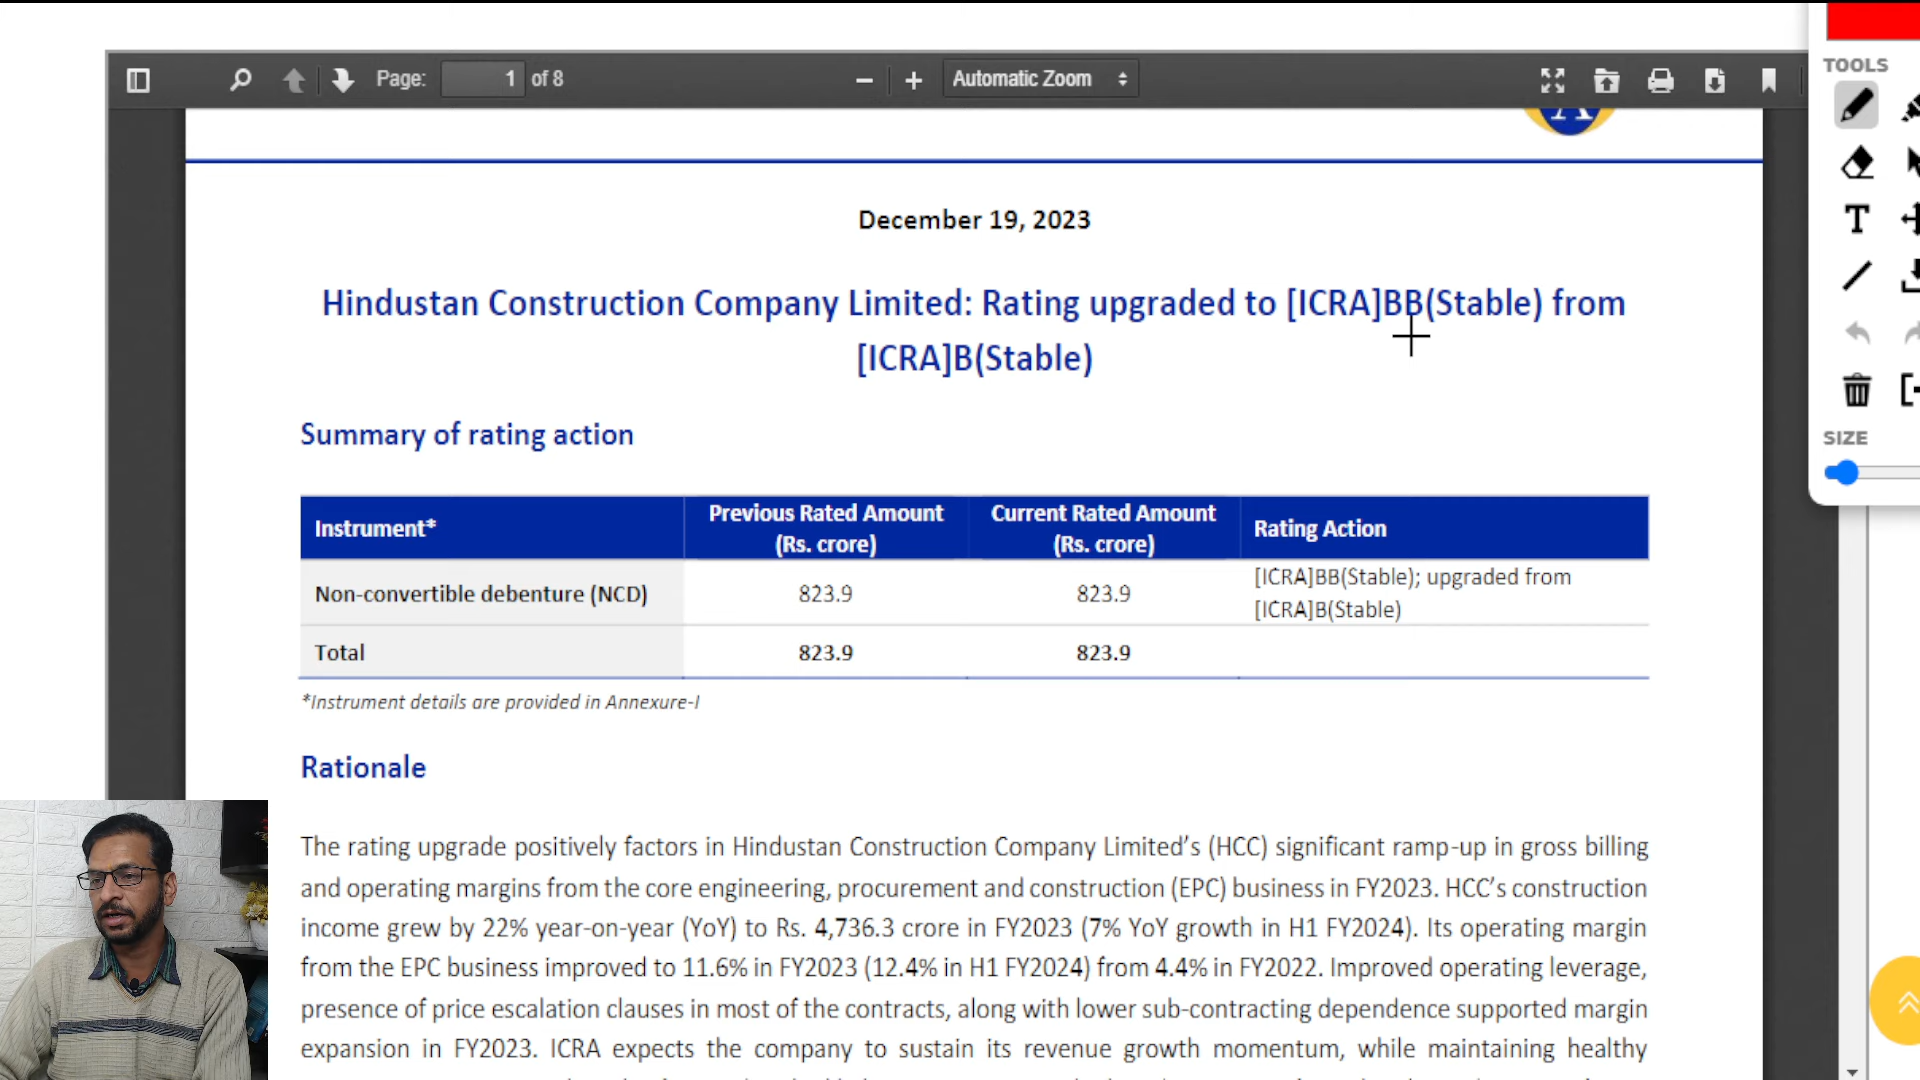 Page: 1 of 8
Automatic Zoom
TOOLS
T
SIZE
December 19, 2023
Hindustan Construction Company Limited: Rating upgraded to [ICRA]BB(Stable) from
[ICRA]B(Stable)
Summary of rating action
Instrument* Previous Rated Amount (Rs. crore) Current Rated Amount (Rs. crore) Rating Action
Non-convertible debenture (NCD) 823.9 823.9 [ICRA]BB(Stable); upgraded from
[ICRA]B(Stable)
Total 823.9 823.9
*Instrument details are provided in Annexure-I
Rationale
The rating upgrade positively factors in Hindustan Construction Company Limited’s (HCC) significant ramp-up in gross billing
and operating margins from the core engineering, procurement and construction (EPC) business in FY2023. HCC’s construction
income grew by 22% year-on-year (YoY) to Rs. 4,736.3 crore in FY2023 (7% YoY growth in H1 FY2024). Its operating margin
from the EPC business improved to 11.6% in FY2023 (12.4% in H1 FY2024) from 4.4% in FY2022. Improved operating leverage,
presence of price escalation clauses in most of the contracts, along with lower sub-contracting dependence supported margin
expansion in FY2023. ICRA expects the company to sustain its revenue growth momentum, while maintaining healthy